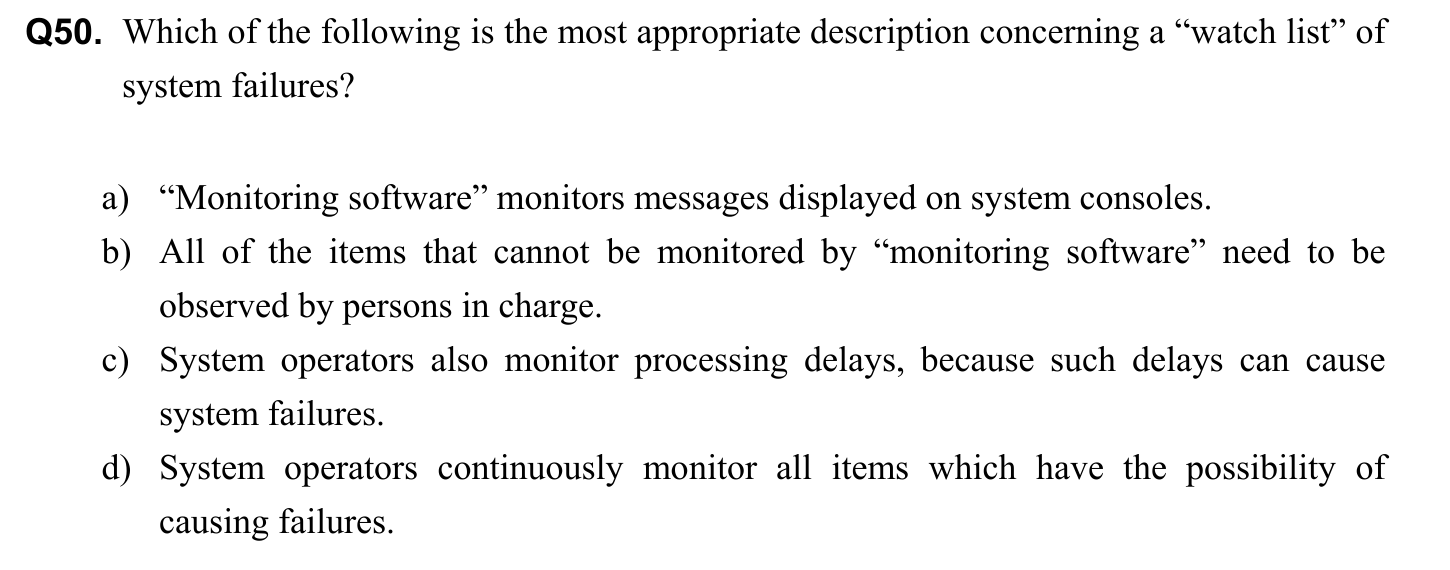 Q50. Which of the following is the most appropriate description concerning a “watch list” of
system failures?
a) “Monitoring software” monitors messages displayed on system consoles.
b) All of the items that cannot be monitored by “monitoring software” need to be
observed by persons in charge.
c) System operators also monitor processing delays, because such delays can cause
system failures.
d) System operators continuously monitor all items which have the possibility of
causing failures.